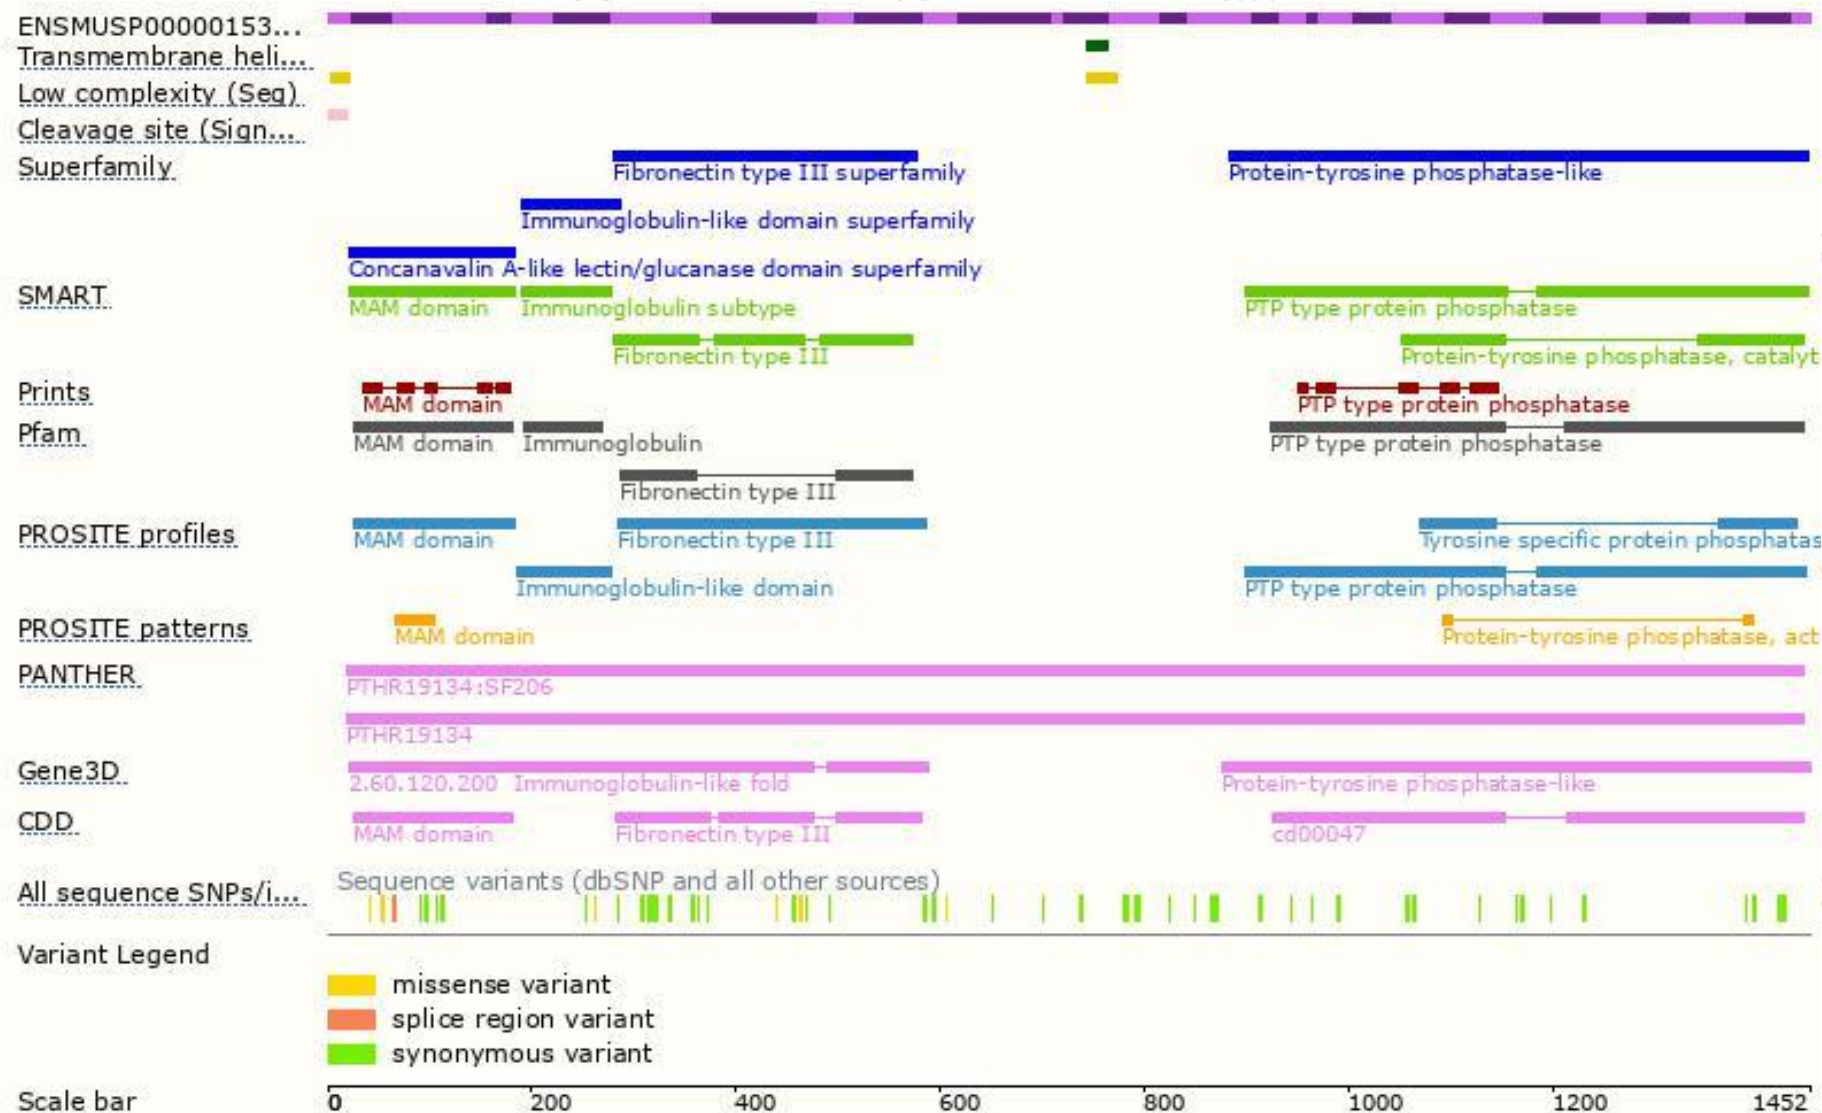 ENSMUSP00000153...
Transmembrane heli...
Low complexity (Seg)
Cleavage site (Sign...
Superfamily
Fibronectin type III superfamily
Protein-tyrosine phosphatase-like
Immunoglobulin-like domain superfamily
Concanavalin A-like lectin/glucanase domain superfamily
SMART
MAM domain
Immunoglobulin subtype
PTP type protein phosphatase
Fibronectin type III
Protein-tyrosine phosphatase, catalyt
Prints
MAM domain
PTP type protein phosphatase
Pfam
MAM domain
Immunoglobulin
PTP type protein phosphatase
Fibronectin type III
PROSITE profiles
MAM domain
Fibronectin type III
Tyrosine specific protein phosphatas
Immunoglobulin-like domain
PTP type protein phosphatase
PROSITE patterns
MAM domain
Protein-tyrosine phosphatase, act
PANTHER
PTHR19134:SF206
PTHR19134
Gene3D
2.60.120.200 Immunoglobulin-like fold
Protein-tyrosine phosphatase-like
CDD
MAM domain
Fibronectin type III
cd00047
All sequence SNPs/i...
Sequence variants (dbSNP and all other sources)
Variant Legend
missense variant
splice region variant
synonymous variant
Scale bar
0 200 400 600 800 1000 1200 1452